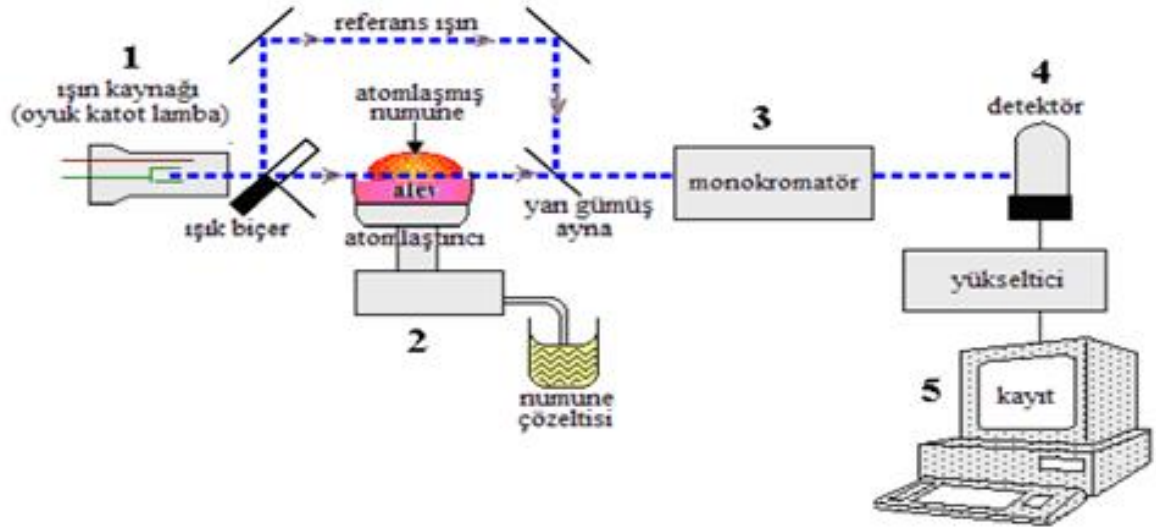 referans ışın
1
ışın kaynağı
(oyuk katot lamba)
atomlaşmış
numune
alev
ışık biçer
atomlaştırıcı
yarı gümüş
ayna
2
numune
çözeltisi
3
monokromatör
4
detektör
yükseltici
5
kayıt